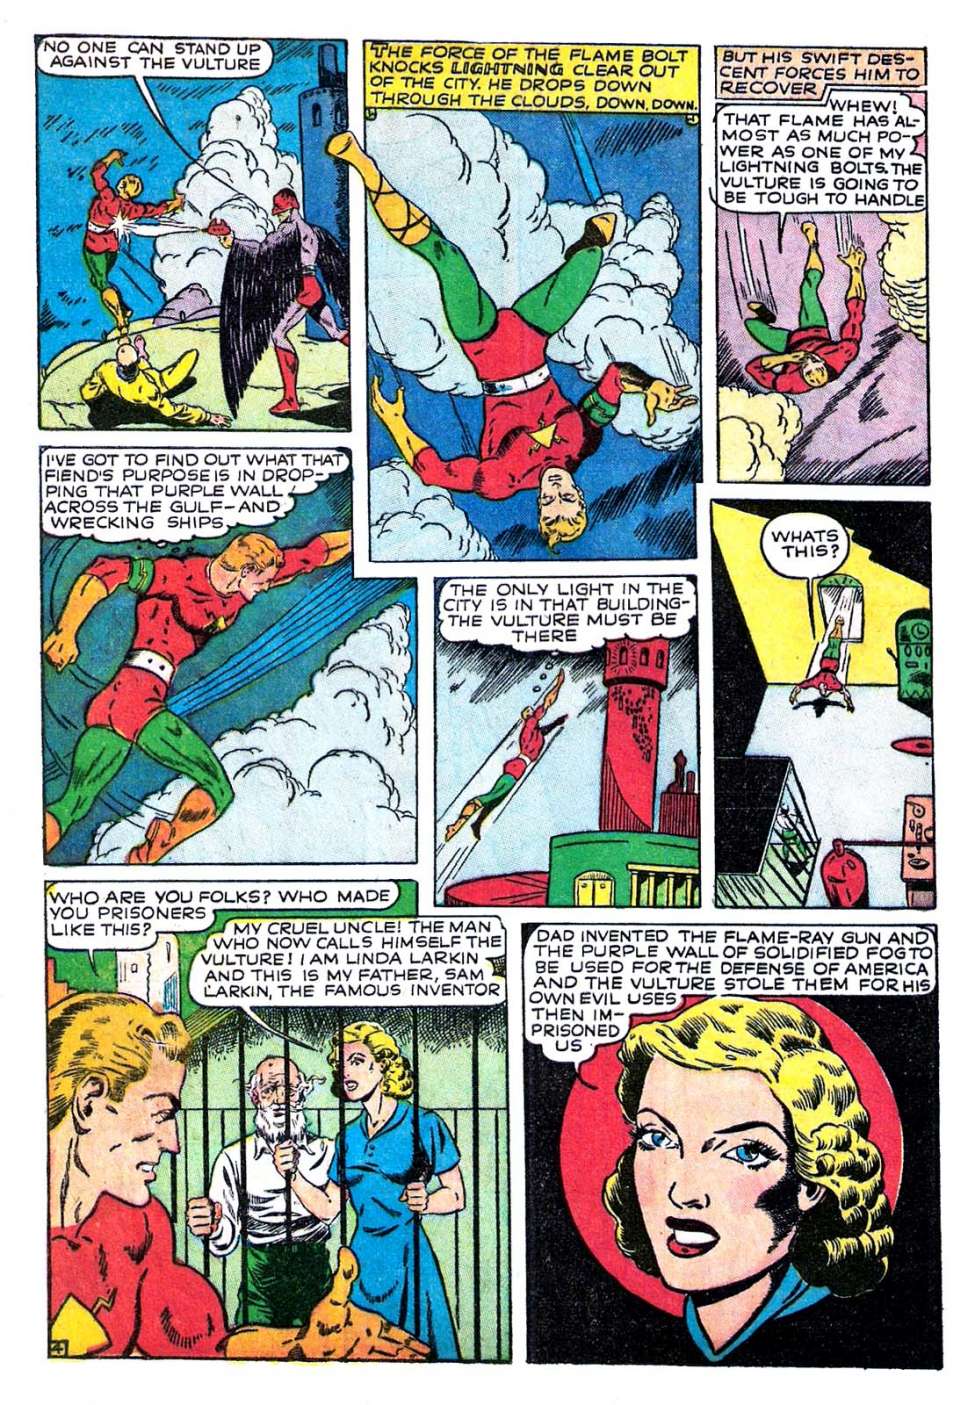 NO ONE CAN STAND UP
AGAINST THE VULTURE
THE FORCE OF THE FLAME BOLT
KNOCKS LIGHTNING CLEAR OUT
OF THE CITY. HE DROPS DOWN
THROUGH THE CLOUDS, DOWN, DOWN.
BUT HIS SWIFT DES-
CENT FORCES HIM TO
RECOVER
WHEW!
THAT FLAME HAS AL-
MOST AS MUCH PO-
WER AS ONE OF MY
LIGHTNING BOLTS. THE
VULTURE IS GOING TO
BE TOUGH TO HANDLE
I'VE GOT TO FIND OUT WHAT THAT
FIEND'S PURPOSE IS IN DROP-
PING THAT PURPLE WALL
ACROSS THE GULF-AND
WRECKING SHIPS.
THE ONLY LIGHT IN THE
CITY IS IN THAT BUILDING-
THE VULTURE MUST BE
THERE
WHATS
THIS?
WHO ARE YOU FOLKS? WHO MADE
YOU PRISONERS
LIKE THIS?
MY CRUEL UNCLE! THE MAN
WHO NOW CALLS HIMSELF THE
VULTURE! I AM LINDA LARKIN
AND THIS IS MY FATHER, SAM
LARKIN, THE FAMOUS INVENTOR
4
DAD INVENTED THE FLAME-RAY GUN AND
THE PURPLE WALL OF SOLIDIFIED FOG TO
BE USED FOR THE DEFENSE OF AMERICA
AND THE VULTURE STOLE THEM FOR HIS
OWN EVIL USES
THEN IM-
PRISONED
US.